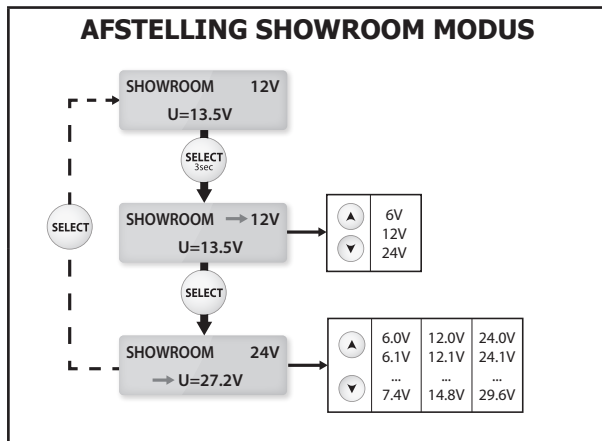 AFSTELLING SHOWROOM MODUS
SHOWROOM 12V
U=13.5V
SELECT
3sec
SHOWROOM → 12V
U=13.5V
6V
12V
24V
SELECT
SELECT
SHOWROOM 24V
→ U=27.2V
6.0V 12.0V 24.0V
6.1V 12.1V 24.1V
... ... ...
7.4V 14.8V 29.6V